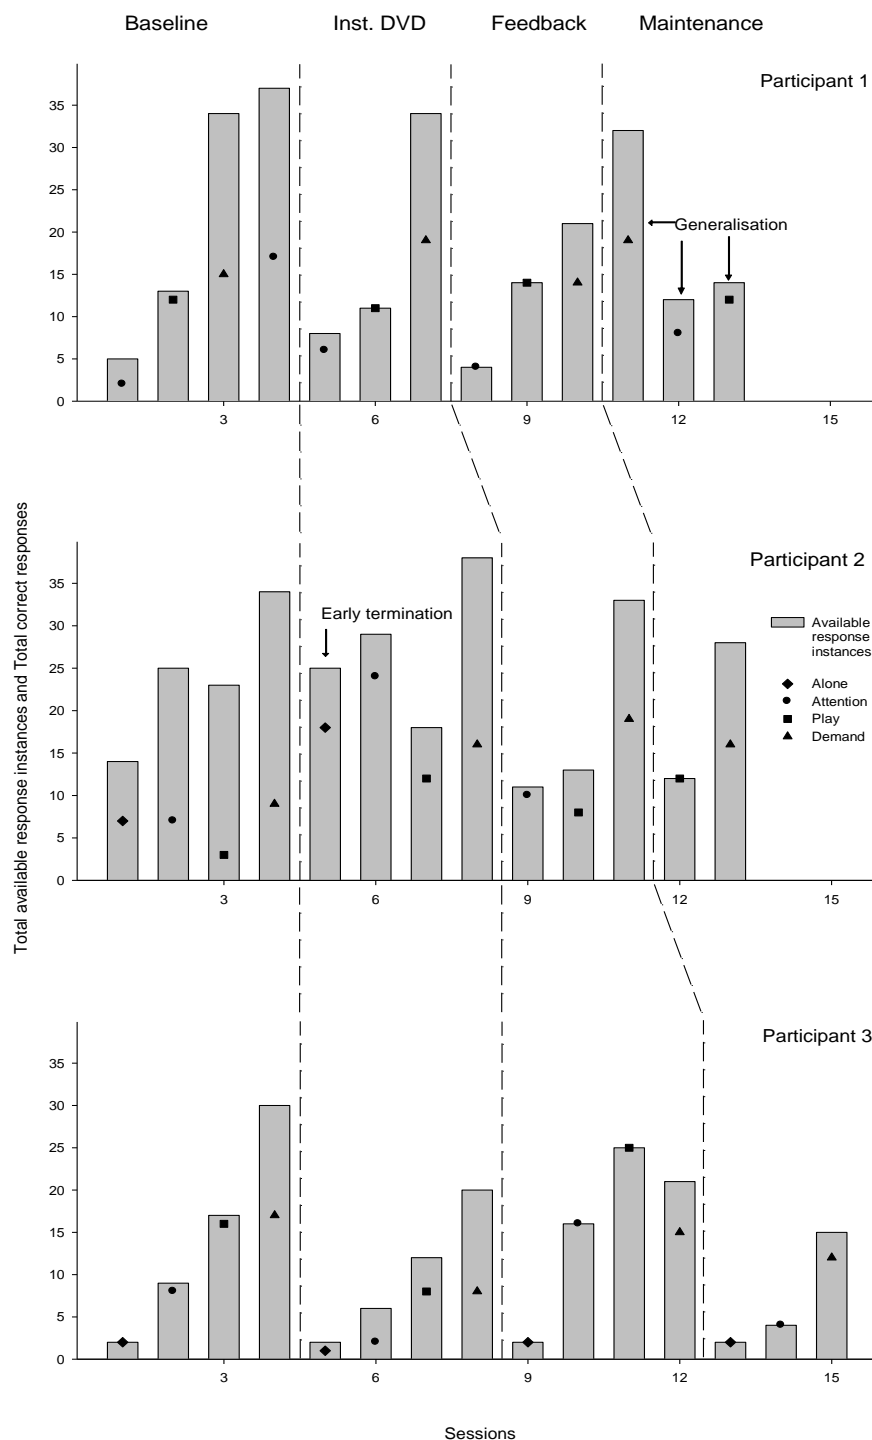 Baseline Inst. DVD Feedback Maintenance
Participant 1
35
30
25
20
15
10
5
0
Generalisation
3 6 9 12 15
Total available response instances and Total correct responses
Participant 2
35
30
25
20
15
10
5
0
Early termination
Available
response
instances
Alone
Attention
Play
Demand
3 6 9 12 15
Participant 3
35
30
25
20
15
10
5
0
3 6 9 12 15
Sessions